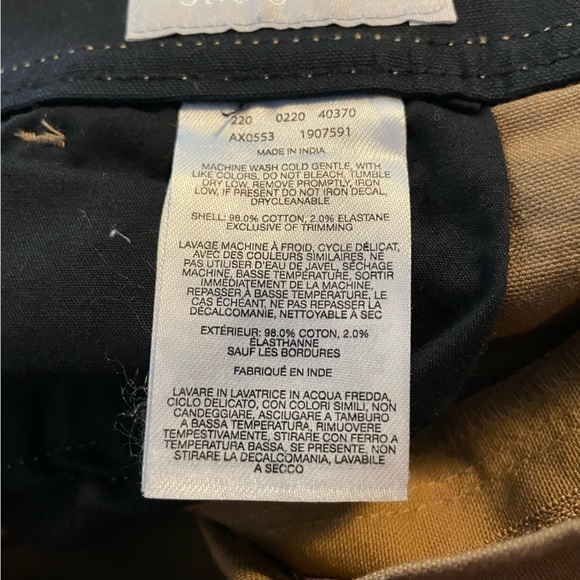 220 0220 40370
AX0553 1907591
MADE IN INDIA
MACHINE WASH COLD GENTLE, WITH
LIKE COLORS, DO NOT BLEACH, TUMBLE
DRY LOW, REMOVE PROMPTLY, IRON
LOW, IF PRESENT DO NOT IRON DECAL,
DRYCLEANABLE
SHELL: 98.0% COTTON, 2.0% ELASTANE
EXCLUSIVE OF TRIMMING
LAVAGE MACHINE À FROID, CYCLE DÉLICAT,
AVEC DES COULEURS SIMILAIRES, NE
PAS UTILISER D'EAU DE JAVEL, SÉCHAGE
MACHINE, BASSE TEMPÉRATURE, SORTIR
IMMÉDIATEMENT DE LA MACHINE,
REPASSER À BASSE TEMPÉRATURE, LE
CAS ÉCHEANT, NE PAS REPASSER LA
DÉCALCOMANIE, NETTOYABLE À SEC
EXTÉRIEUR: 98.0% COTON, 2.0%
ÉLASTHANNE
SAUF LES BORDURES
FABRIQUÉ EN INDE
LAVARE IN LAVATRICE IN ACQUA FREDDA,
CICLO DELICATO, CON COLORI SIMILI, NON
CANDEGGIARE, ASCIUGARE A TAMBURO
A BASSA TEMPERATURA, RIMUOVERE
TEMPESTIVAMENTE, STIRARE CON FERRO A
TEMPERATURA BASSA, SE PRESENTE, NON
STIRARE LA DECALCOMANIA, LAVABILE
A SECCO